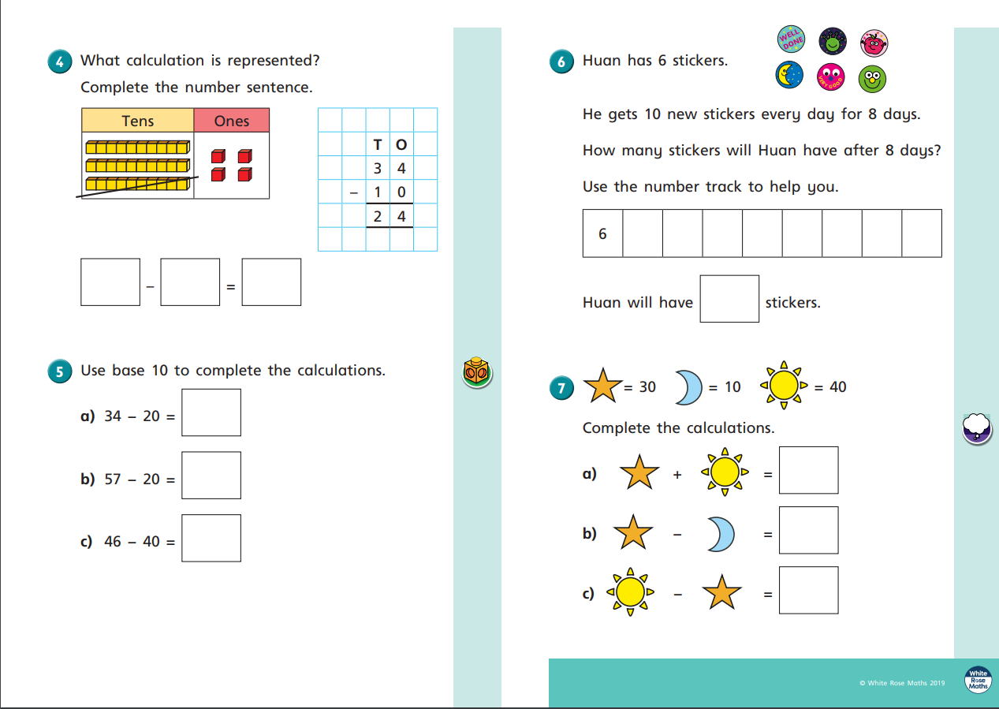 4 What calculation is represented?
Complete the number sentence.
Tens Ones
T O
3 4
– 1 0
2 4
– =
5 Use base 10 to complete the calculations.
a) 34 – 20 =
b) 57 – 20 =
c) 46 – 40 =
WELL DONE
VERY GOOD
6 Huan has 6 stickers.
He gets 10 new stickers every day for 8 days.
How many stickers will Huan have after 8 days?
Use the number track to help you.
6
Huan will have stickers.
7 = 30 = 10 = 40
Complete the calculations.
a) + =
b) – =
c) – =
© White Rose Maths 2019
White
Rose
Maths